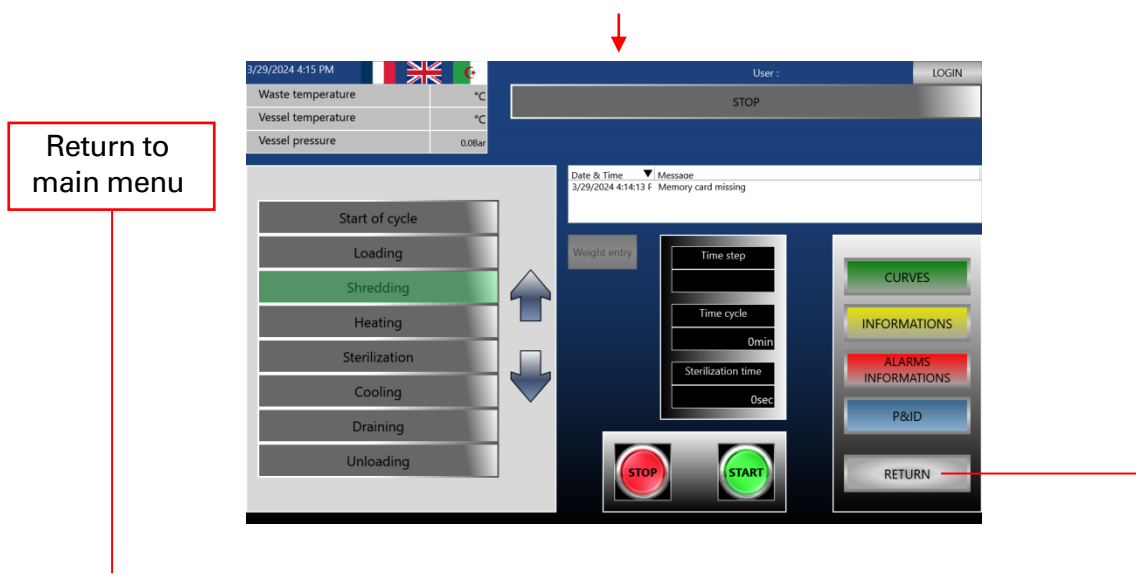 3/29/2024 4:15 PM
User :
LOGIN
Waste temperature
°C
Vessel temperature
°C
Vessel pressure
0.0Bar
STOP
Return to
main menu
Date & Time
Message
3/29/2024 4:14:13 F
Memory card missing
Start of cycle
Loading
Shredding
Heating
Sterilization
Cooling
Draining
Unloading
Weight entry
Time step
Time cycle
0min
Sterilization time
0sec
STOP
START
CURVES
INFORMATIONS
ALARMS
INFORMATIONS
P&ID
RETURN